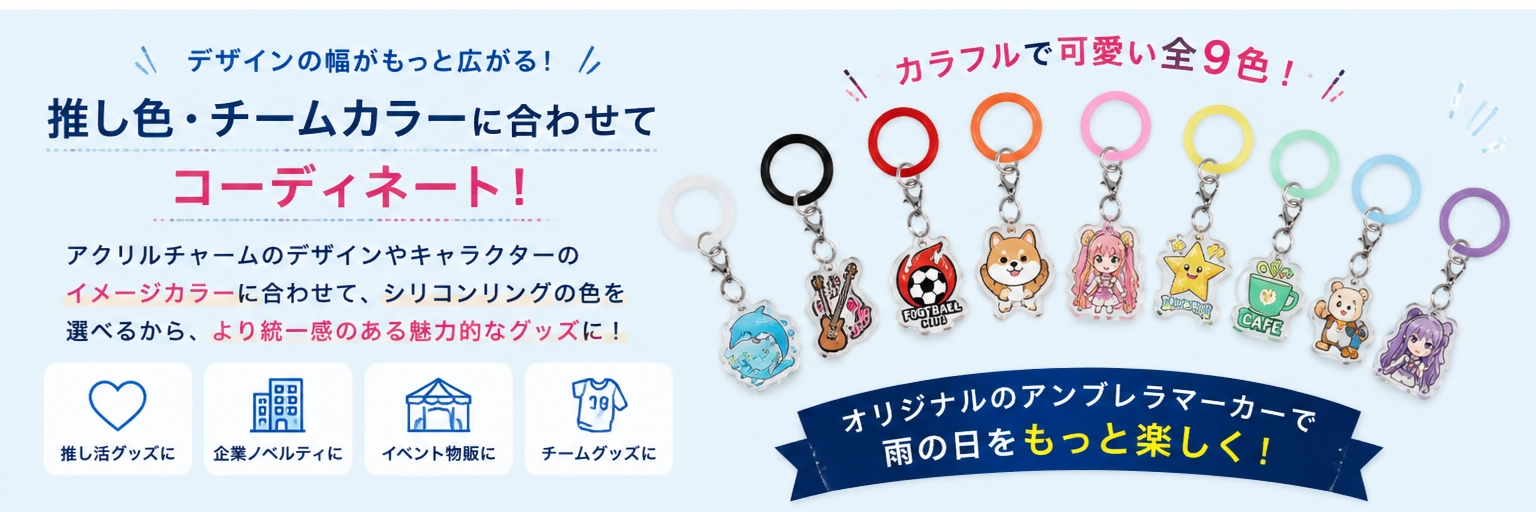 デザインの幅がもっと広がる！
推し色・チームカラーに合わせて
コーディネート！
アクリルチャームのデザインやキャラクターの
イメージカラーに合わせて、シリコンリングの色を
選べるから、より統一感のある魅力的なグッズに！
推し活グッズに
企業ノベルティに
イベント物販に
チームグッズに
カラフルで可愛い全9色！
FOOTBALL
CLUB
CAFE
オリジナルのアンブレラマーカーで
雨の日をもっと楽しく！